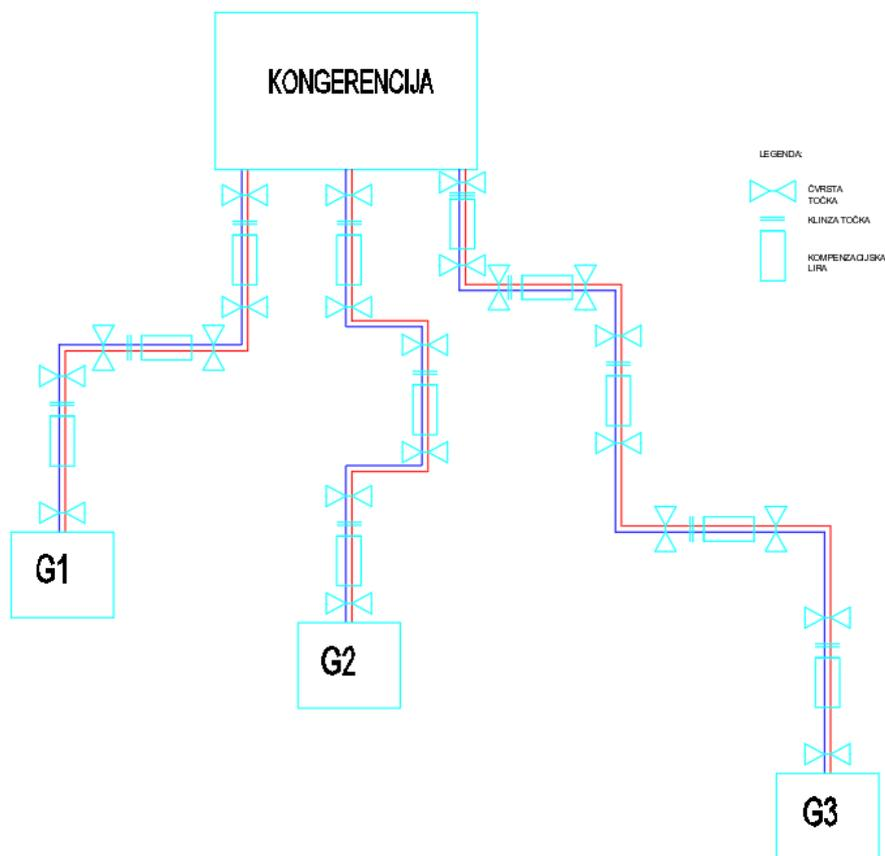 KONGERENCIJA
LEGENDA:
ČVRSTA
TOČKA
KLINZA TOČKA
KOMPENZACIJSKA
LIRA
G1
G2
G3